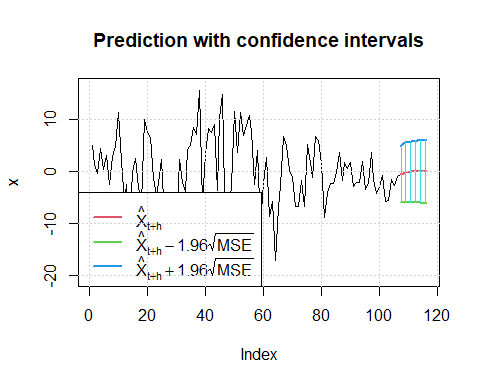 Prediction with confidence intervals
x
10
0
-10
-20
X̂t+h
X̂t+h − 1.96√MSE
X̂t+h + 1.96√MSE
0 20 40 60 80 100 120
Index